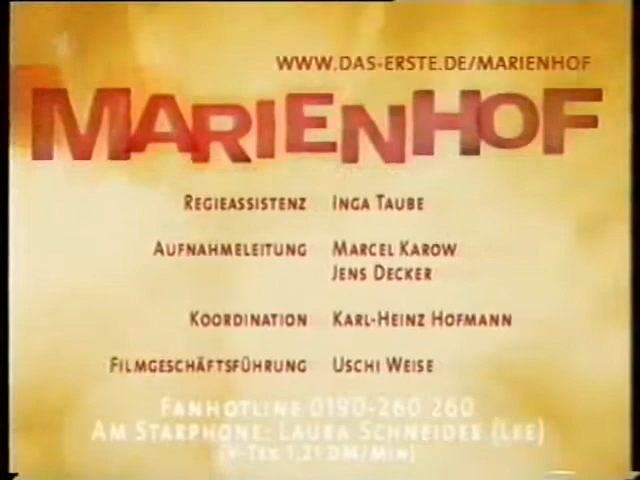 WWW.DAS-ERSTE.DE/MARIENHOF
MARIENHOF
REGIEASSISTENZ INGA TAUBE
AUFNAHMELEITUNG MARCEL KAROW
JENS DECKER
KOORDINATION KARL-HEINZ HOFMANN
FILMGESCHÄFTSFÜHRUNG USCHI WEISE
FANHOTLINE 0190-260 260
AM STARPHONE: LAURA SCHNEIDER (LEE)
(V-TEX 1,21 DM/MIN)